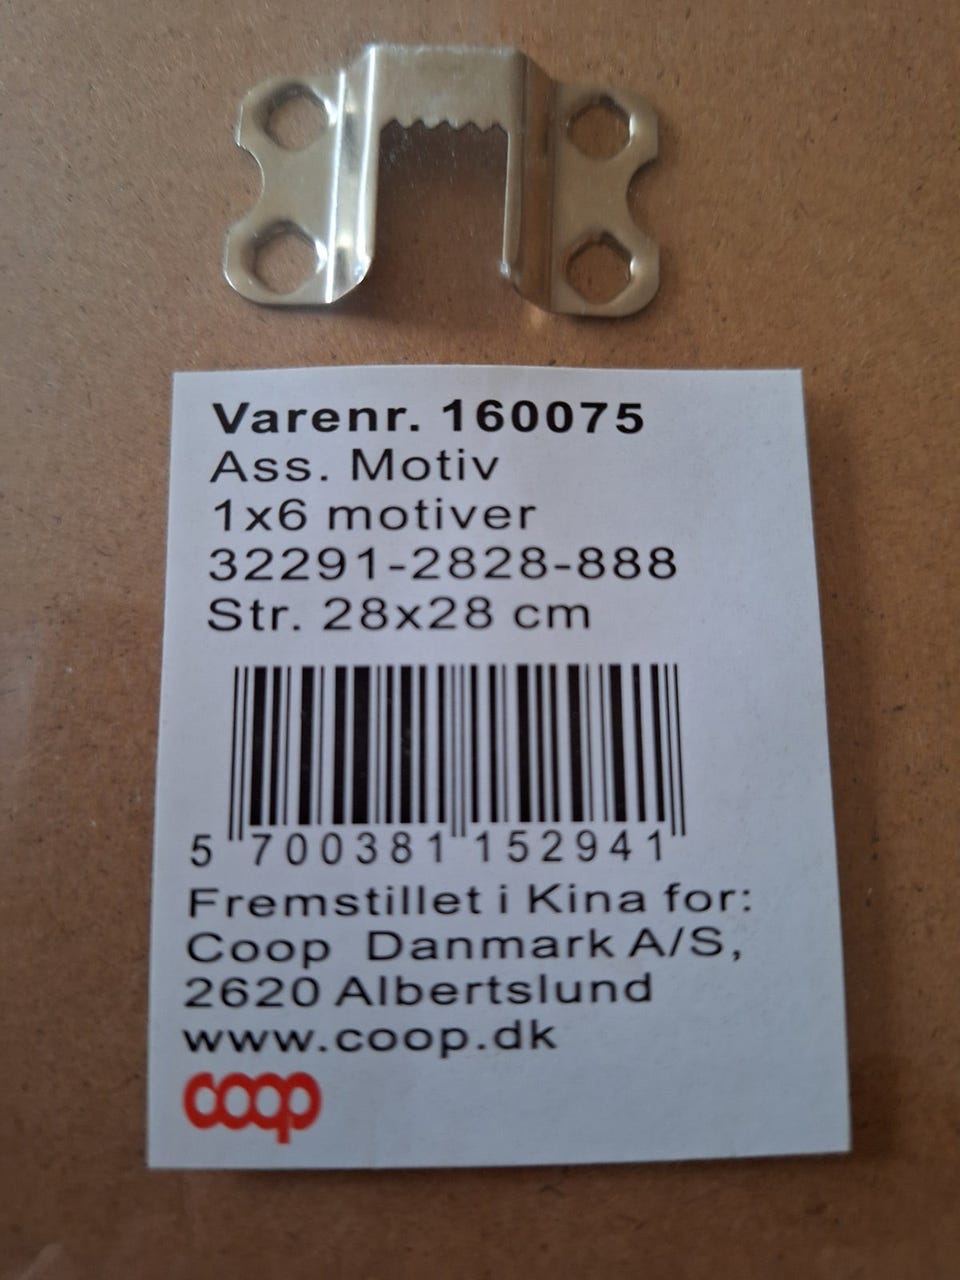 Varenr. 160075
Ass. Motiv
1x6 motiver
32291-2828-888
Str. 28x28 cm
5 700381 152941
Fremstillet i Kina for:
Coop Danmark A/S,
2620 Albertslund
www.coop.dk
coop